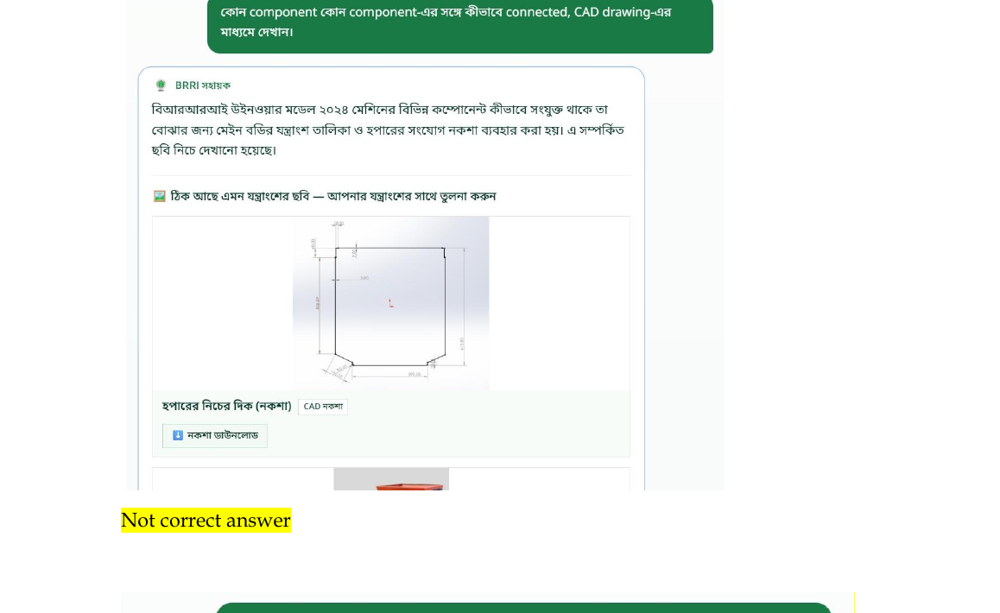 কোন component কোন component-এর সঙ্গে কীভাবে connected, CAD drawing-এর
মাধ্যমে দেখান।
BRRI সহায়ক
বিআরআরআই উইনওয়ার মডেল ২০২৪ মেশিনের বিভিন্ন কম্পোনেন্ট কীভাবে সংযুক্ত থাকে তা
বোঝার জন্য মেইন বডির যন্ত্রাংশ তালিকা ও হপারের সংযোগ নকশা ব্যবহার করা হয়। এ সম্পর্কিত
ছবি নিচে দেখানো হয়েছে।
ঠিক আছে এমন যন্ত্রাংশের ছবি — আপনার যন্ত্রাংশের সাথে তুলনা করুন
হপারের নিচের দিক (নকশা) CAD নকশা
নকশা ডাউনলোড
Not correct answer